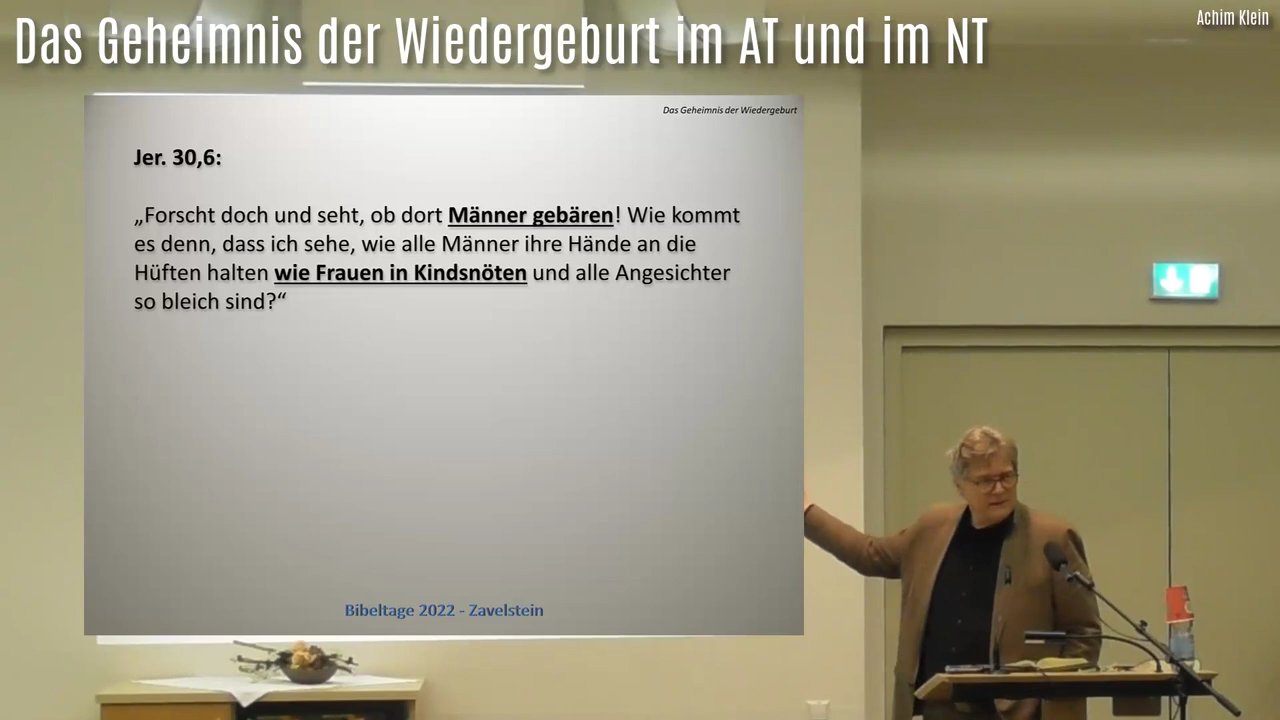 Das Geheimnis der Wiedergeburt im AT und im NT
Achim Klein
Das Geheimnis der Wiedergeburt
Jer. 30,6:
„Forscht doch und seht, ob dort Männer gebären! Wie kommt
es denn, dass ich sehe, wie alle Männer ihre Hände an die
Hüften halten wie Frauen in Kindsnöten und alle Angesichter
so bleich sind?“
Bibeltage 2022 - Zavelstein